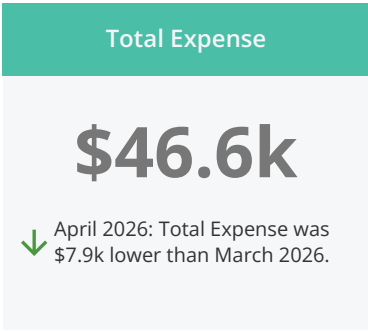 Total Expense
$46.6k
April 2026: Total Expense was
$7.9k lower than March 2026.